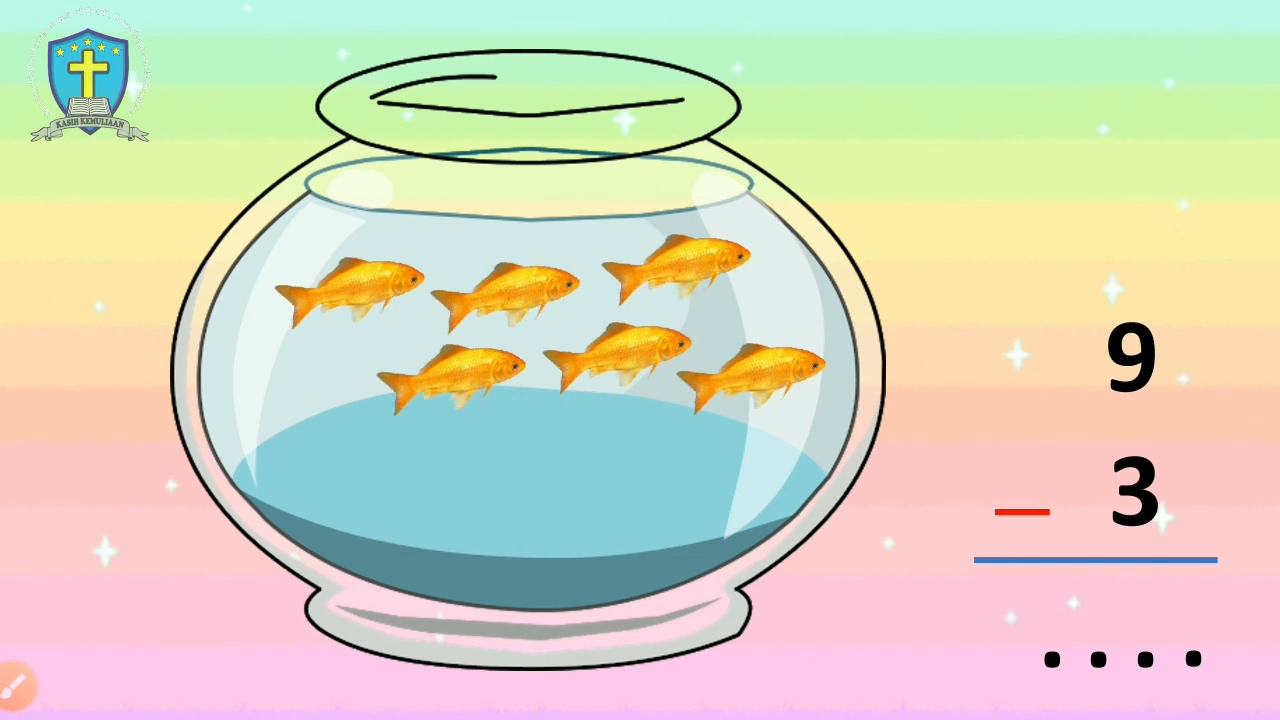 KASIH KEMULIAAN
9
– 3
. . . .